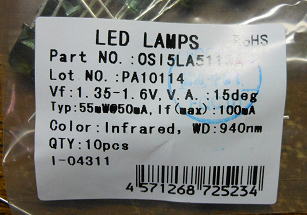 LED LAMPS RoHS
Part NO.:OSI5LA5113A
Lot NO.:PA10114
Vf:1.35-1.6V, V.A. :15deg
Typ:55mW@50mA, If(max) :100mA
Color:Infrared, WD:940nm
QTY:10pcs
I-04311
4 571268 725234